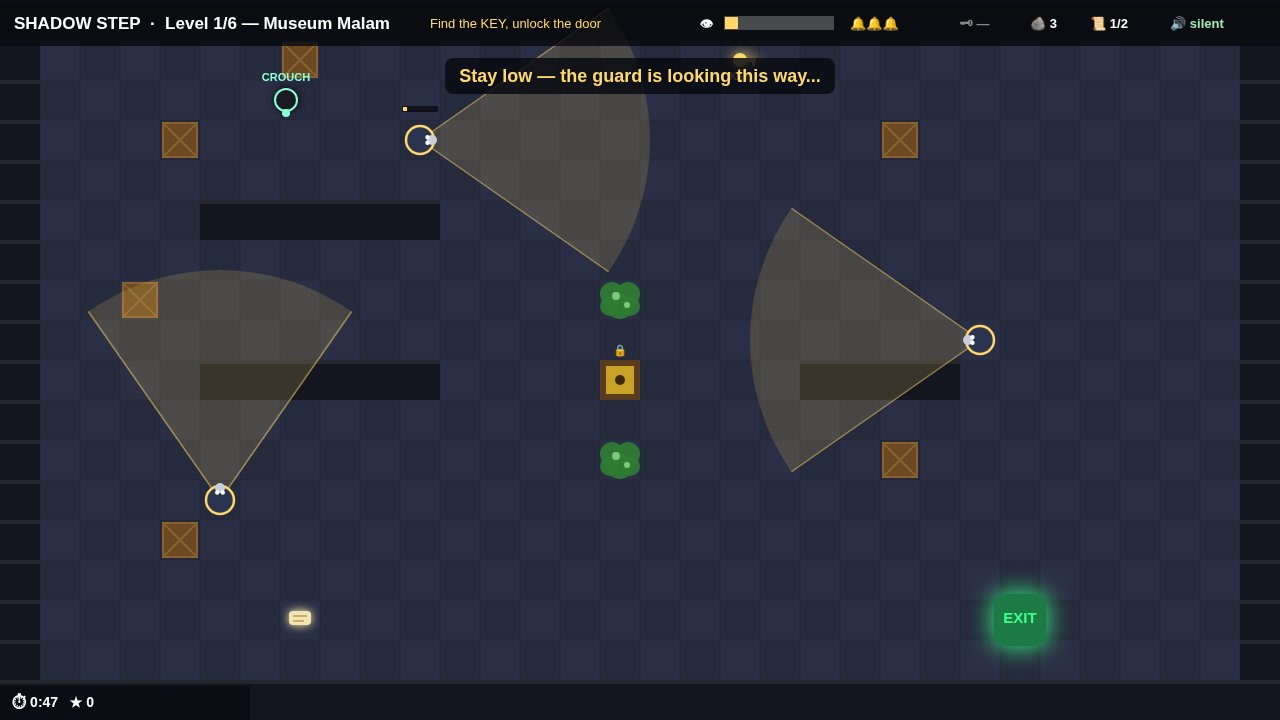 SHADOW STEP · Level 1/6 — Museum Malam
Find the KEY, unlock the door
—
3
1/2
silent
Stay low — the guard is looking this way...
CROUCH
EXIT
0:47 ★ 0